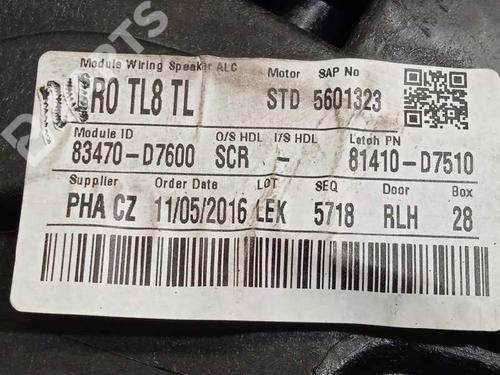 Module Wiring Speaker ALC Motor SAP No
RO TL8 TL STD 5601323
Module ID O/S HDL I/S HDL Latch PN
83470-D7600 SCR - 81410-D7510
Supplier Order Date LOT SEQ Door Box
PHA CZ 11/05/2016 LEK 5718 RLH 28